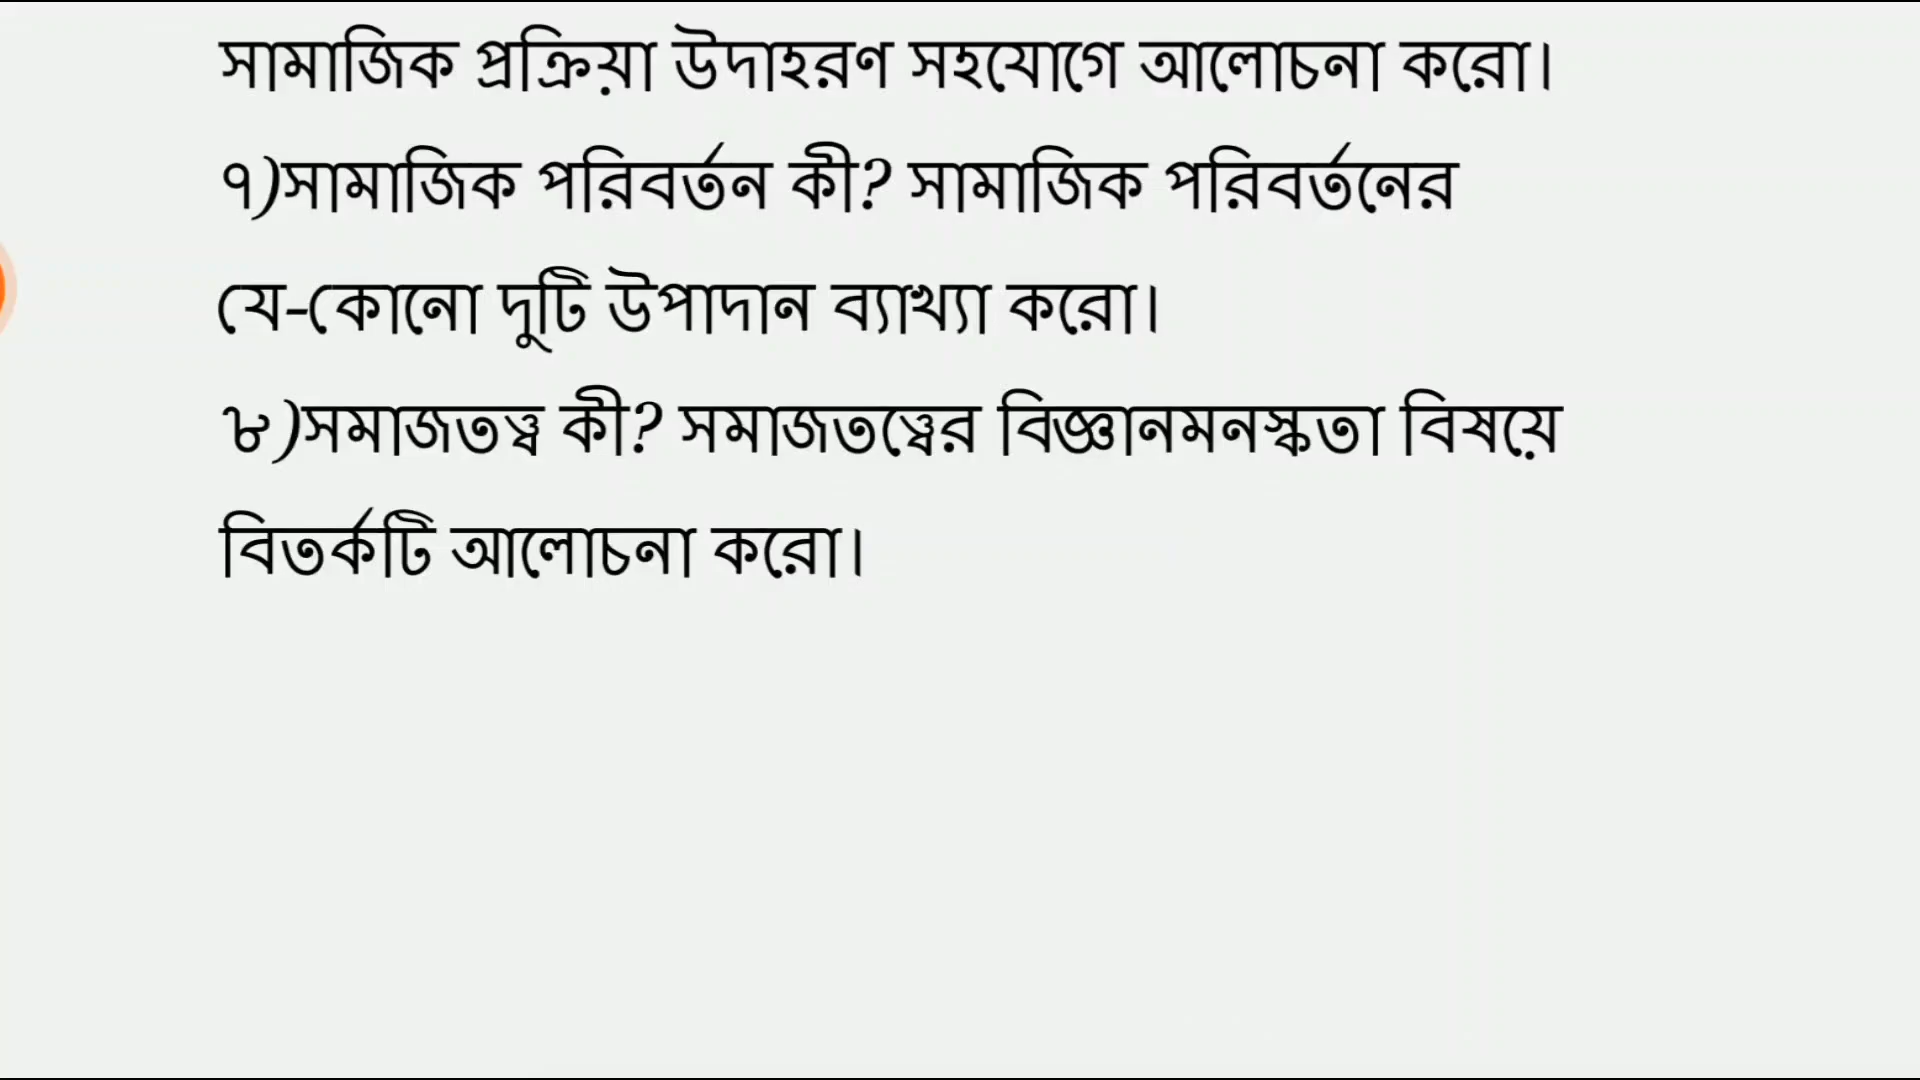 সামাজিক প্রক্রিয়া উদাহরণ সহযোগে আলোচনা করো।
৭)সামাজিক পরিবর্তন কী? সামাজিক পরিবর্তনের
যে-কোনো দুটি উপাদান ব্যাখ্যা করো।
৮)সমাজতত্ত্ব কী? সমাজতত্ত্বের বিজ্ঞানমনস্কতা বিষয়ে
বিতর্কটি আলোচনা করো।